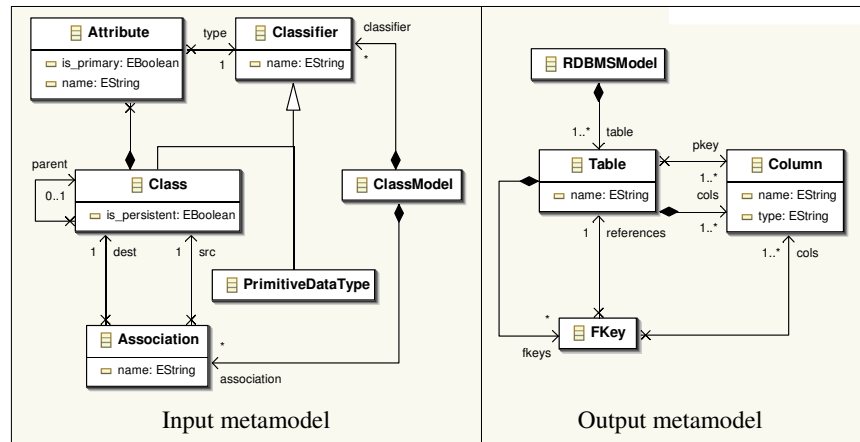 Attribute
is_primary: EBoolean
name: EString
type
1
Classifier
name: EString
classifier
*
parent
0..1
Class
is_persistent: EBoolean
ClassModel
1
dest
1
src
PrimitiveDataType
Association
name: EString
*
association
Input metamodel
RDBMSModel
1..*
table
Table
name: EString
pkey
1..*
cols
1..*
Column
name: EString
type: EString
1
references
1..*
cols
*
fkeys
FKey
Output metamodel